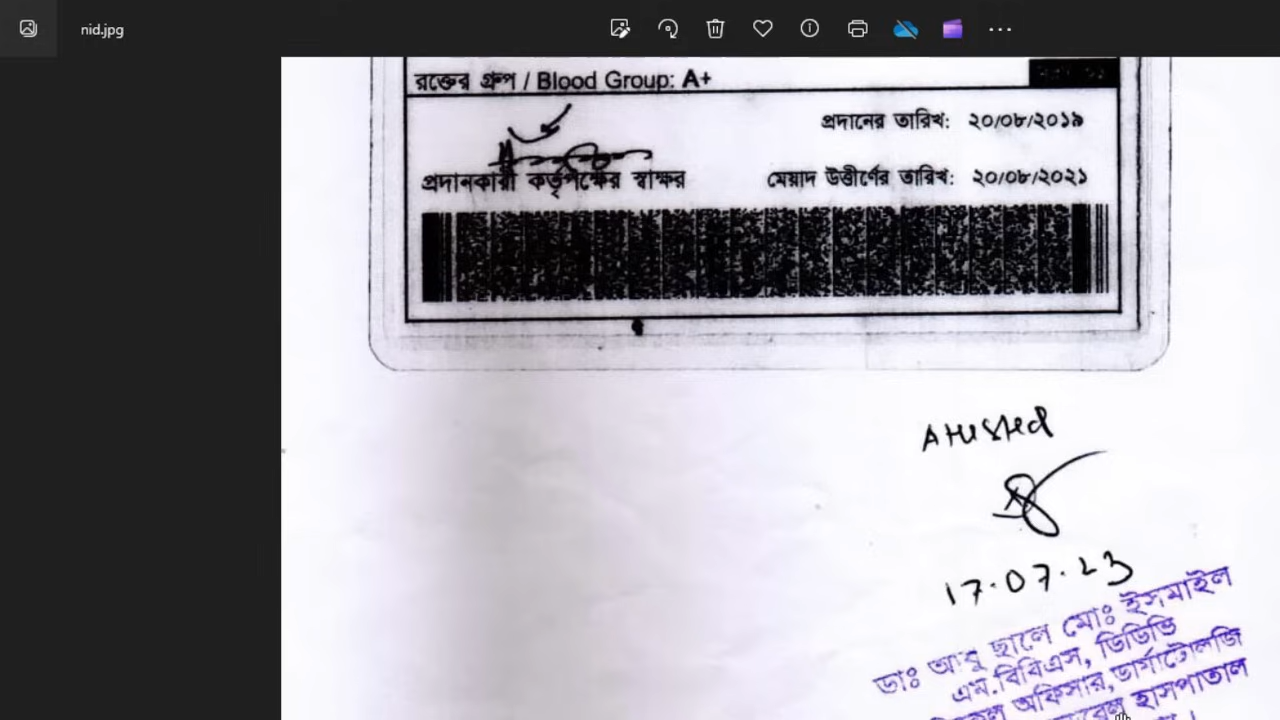 nid.jpg
রক্তের গ্রুপ / Blood Group: A+
প্রদানের তারিখ: ২০/০৮/২০১৯
প্রদানকারী কর্তৃপক্ষের স্বাক্ষর
মেয়াদ উত্তীর্ণের তারিখ: ২০/০৮/২০২১
Attested
17.07.23
ডাঃ আবু ছালে মোঃ ইসমাইল
এম.বিবিএস, ডিডিভি
অফিসার, ডার্মাটোলজি
হাসপাতাল